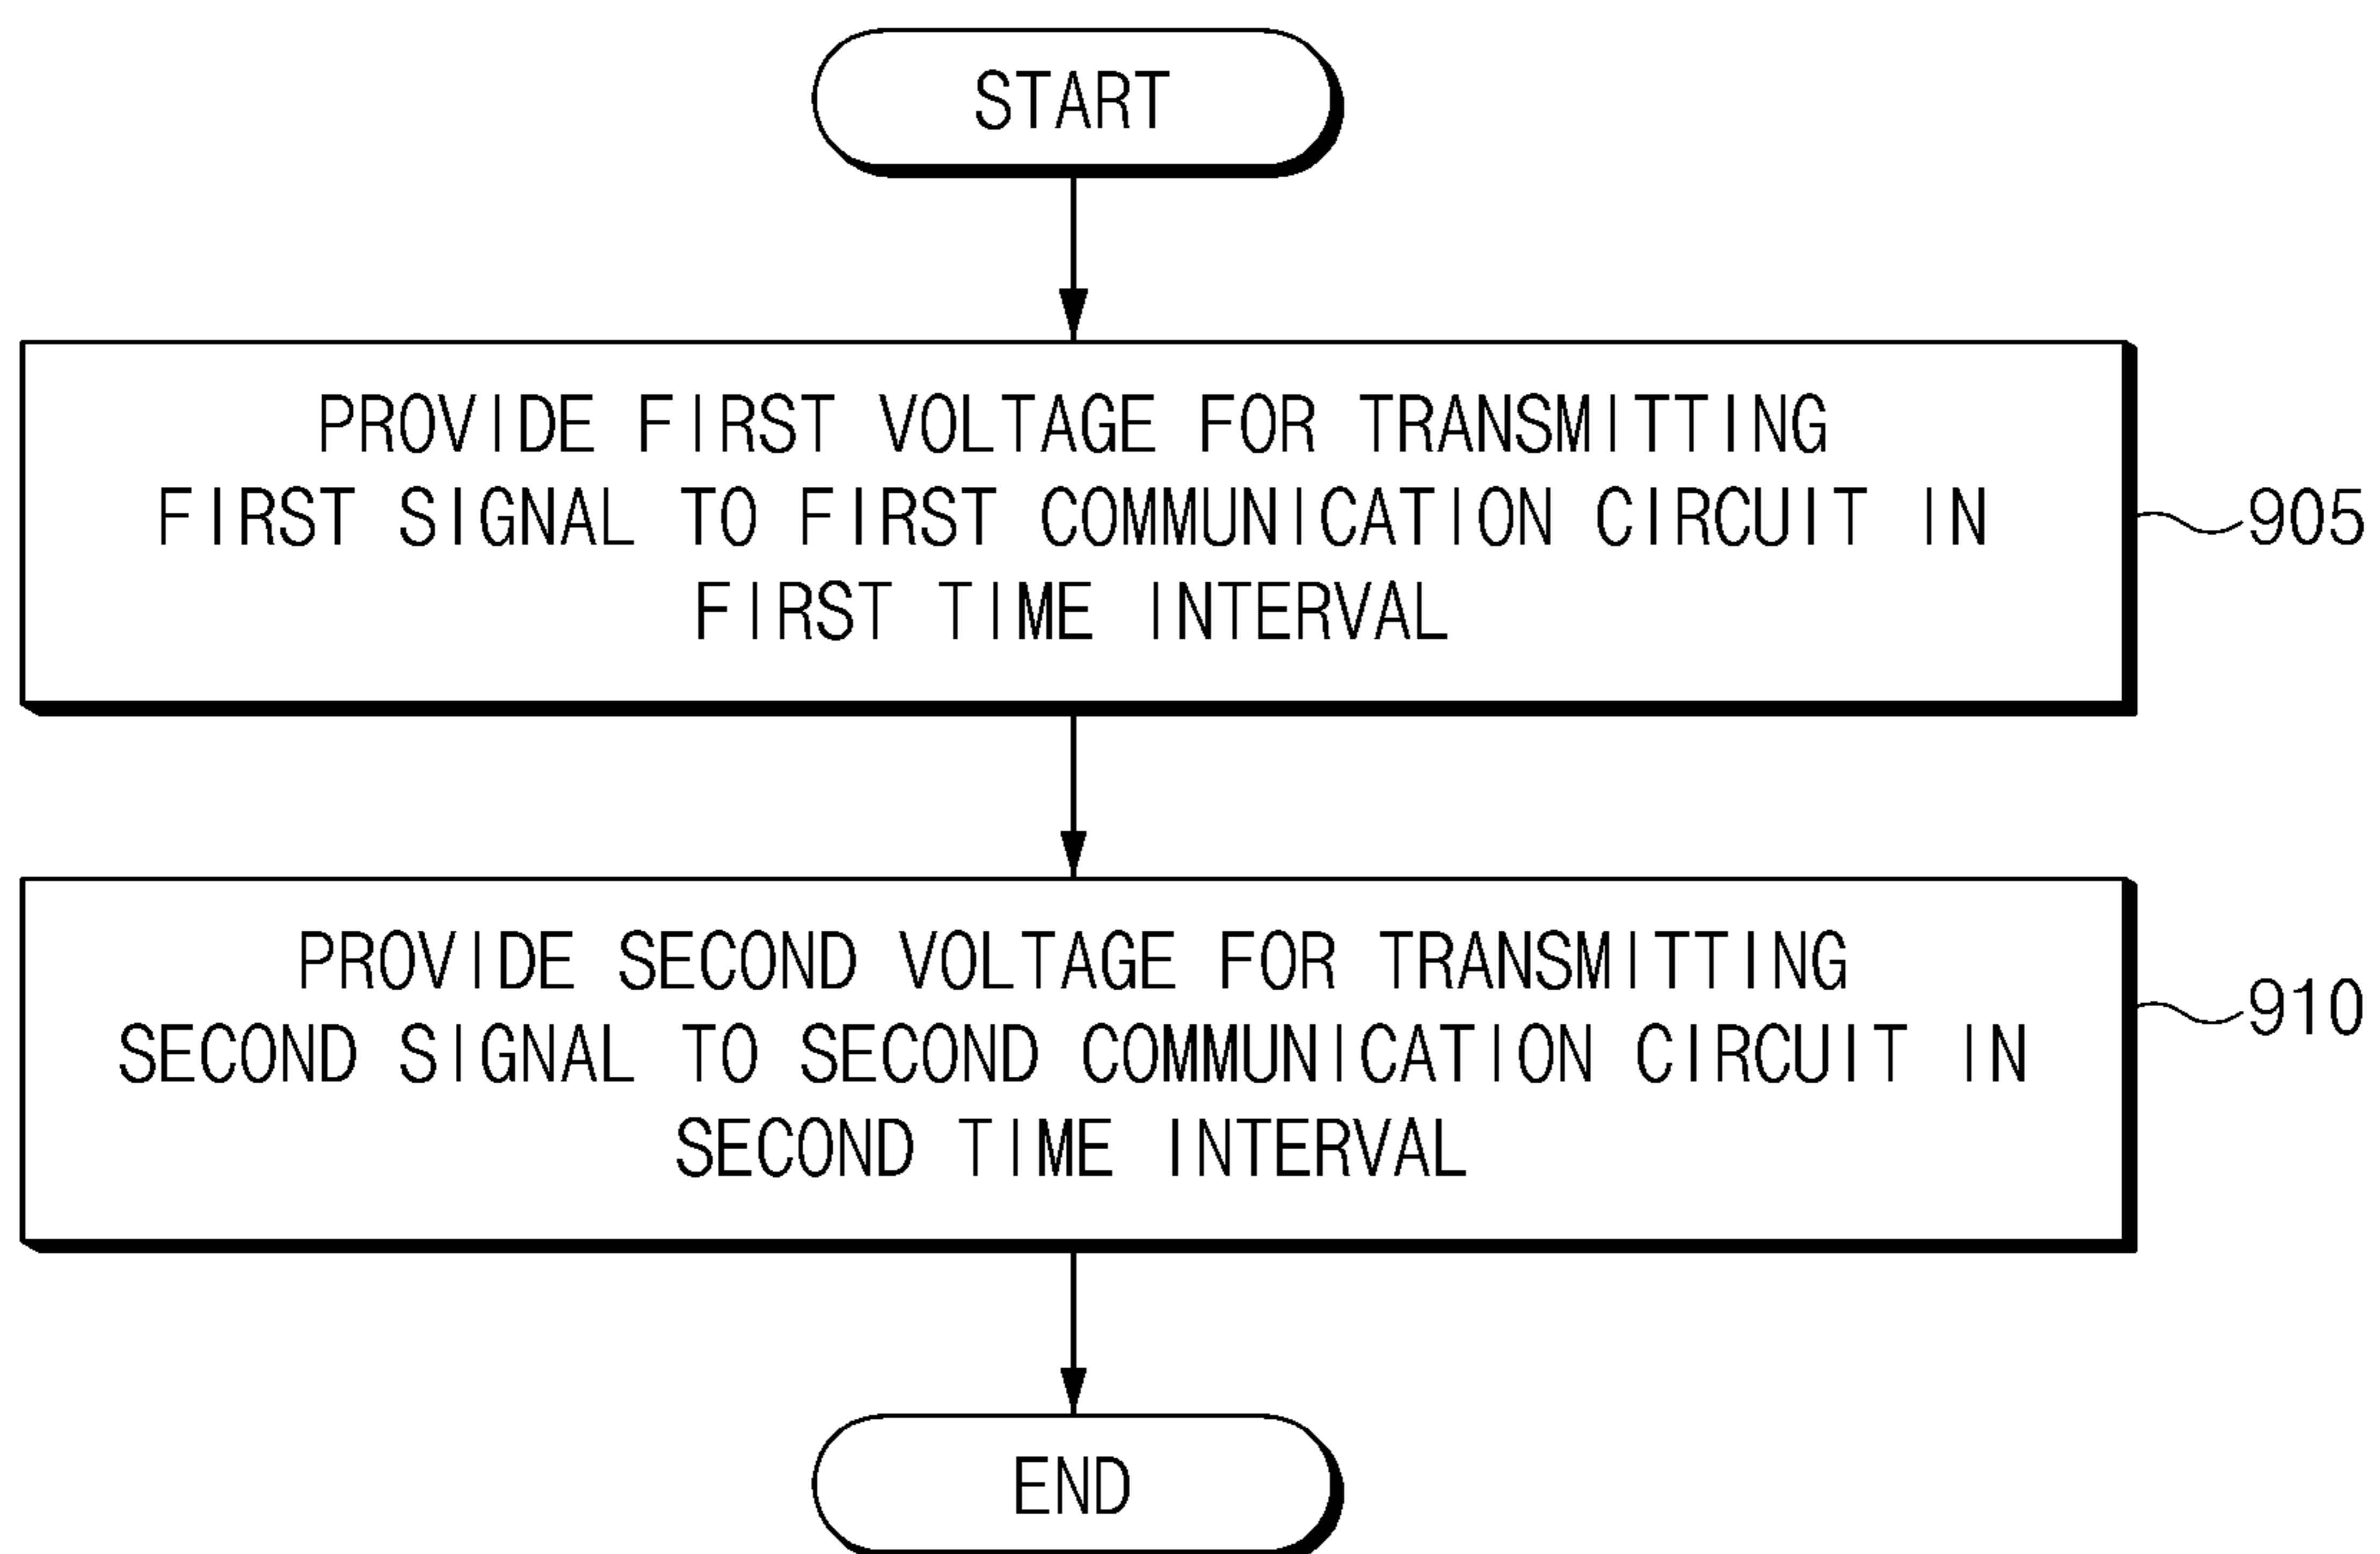 START
PROVIDE FIRST VOLTAGE FOR TRANSMITTING
FIRST SIGNAL TO FIRST COMMUNICATION CIRCUIT IN
FIRST TIME INTERVAL
905
PROVIDE SECOND VOLTAGE FOR TRANSMITTING
SECOND SIGNAL TO SECOND COMMUNICATION CIRCUIT IN
SECOND TIME INTERVAL
910
END